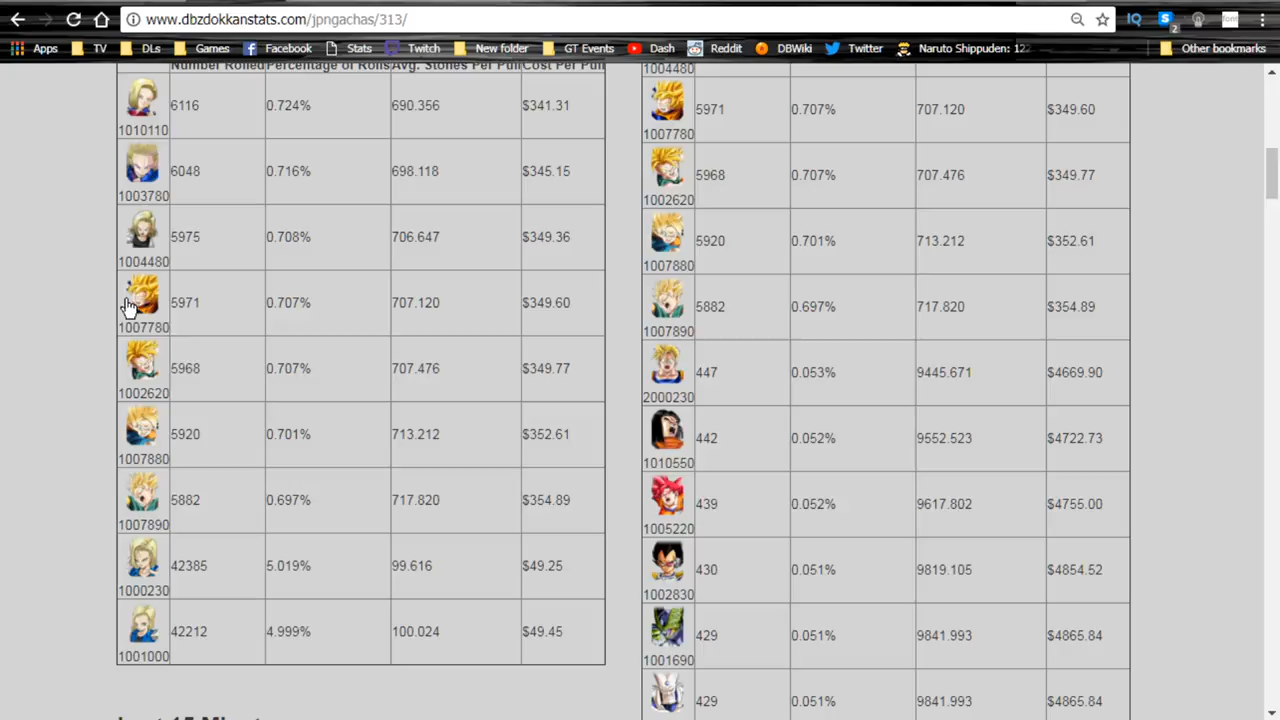 www.dbzdokkanstats.com/jpngachas/313/
Apps TV DLs Games Facebook Stats Twitch New folder GT Events Dash Reddit DBWiki Twitter Naruto Shippuden: 122 Other bookmarks
Number Rolled Percentage of Rolls Avg. Stones Per Pull Cost Per Pull
6116 0.724% 690.356 $341.31
1010110
6048 0.716% 698.118 $345.15
1003780
5975 0.708% 706.647 $349.36
1004480
5971 0.707% 707.120 $349.60
1007780
5968 0.707% 707.476 $349.77
1002620
5920 0.701% 713.212 $352.61
1007880
5882 0.697% 717.820 $354.89
1007890
42385 5.019% 99.616 $49.25
1000230
42212 4.999% 100.024 $49.45
1001000
1004480
5971 0.707% 707.120 $349.60
1007780
5968 0.707% 707.476 $349.77
1002620
5920 0.701% 713.212 $352.61
1007880
5882 0.697% 717.820 $354.89
1007890
447 0.053% 9445.671 $4669.90
2000230
442 0.052% 9552.523 $4722.73
1010550
439 0.052% 9617.802 $4755.00
1005220
430 0.051% 9819.105 $4854.52
1002830
429 0.051% 9841.993 $4865.84
1001690
429 0.051% 9841.993 $4865.84